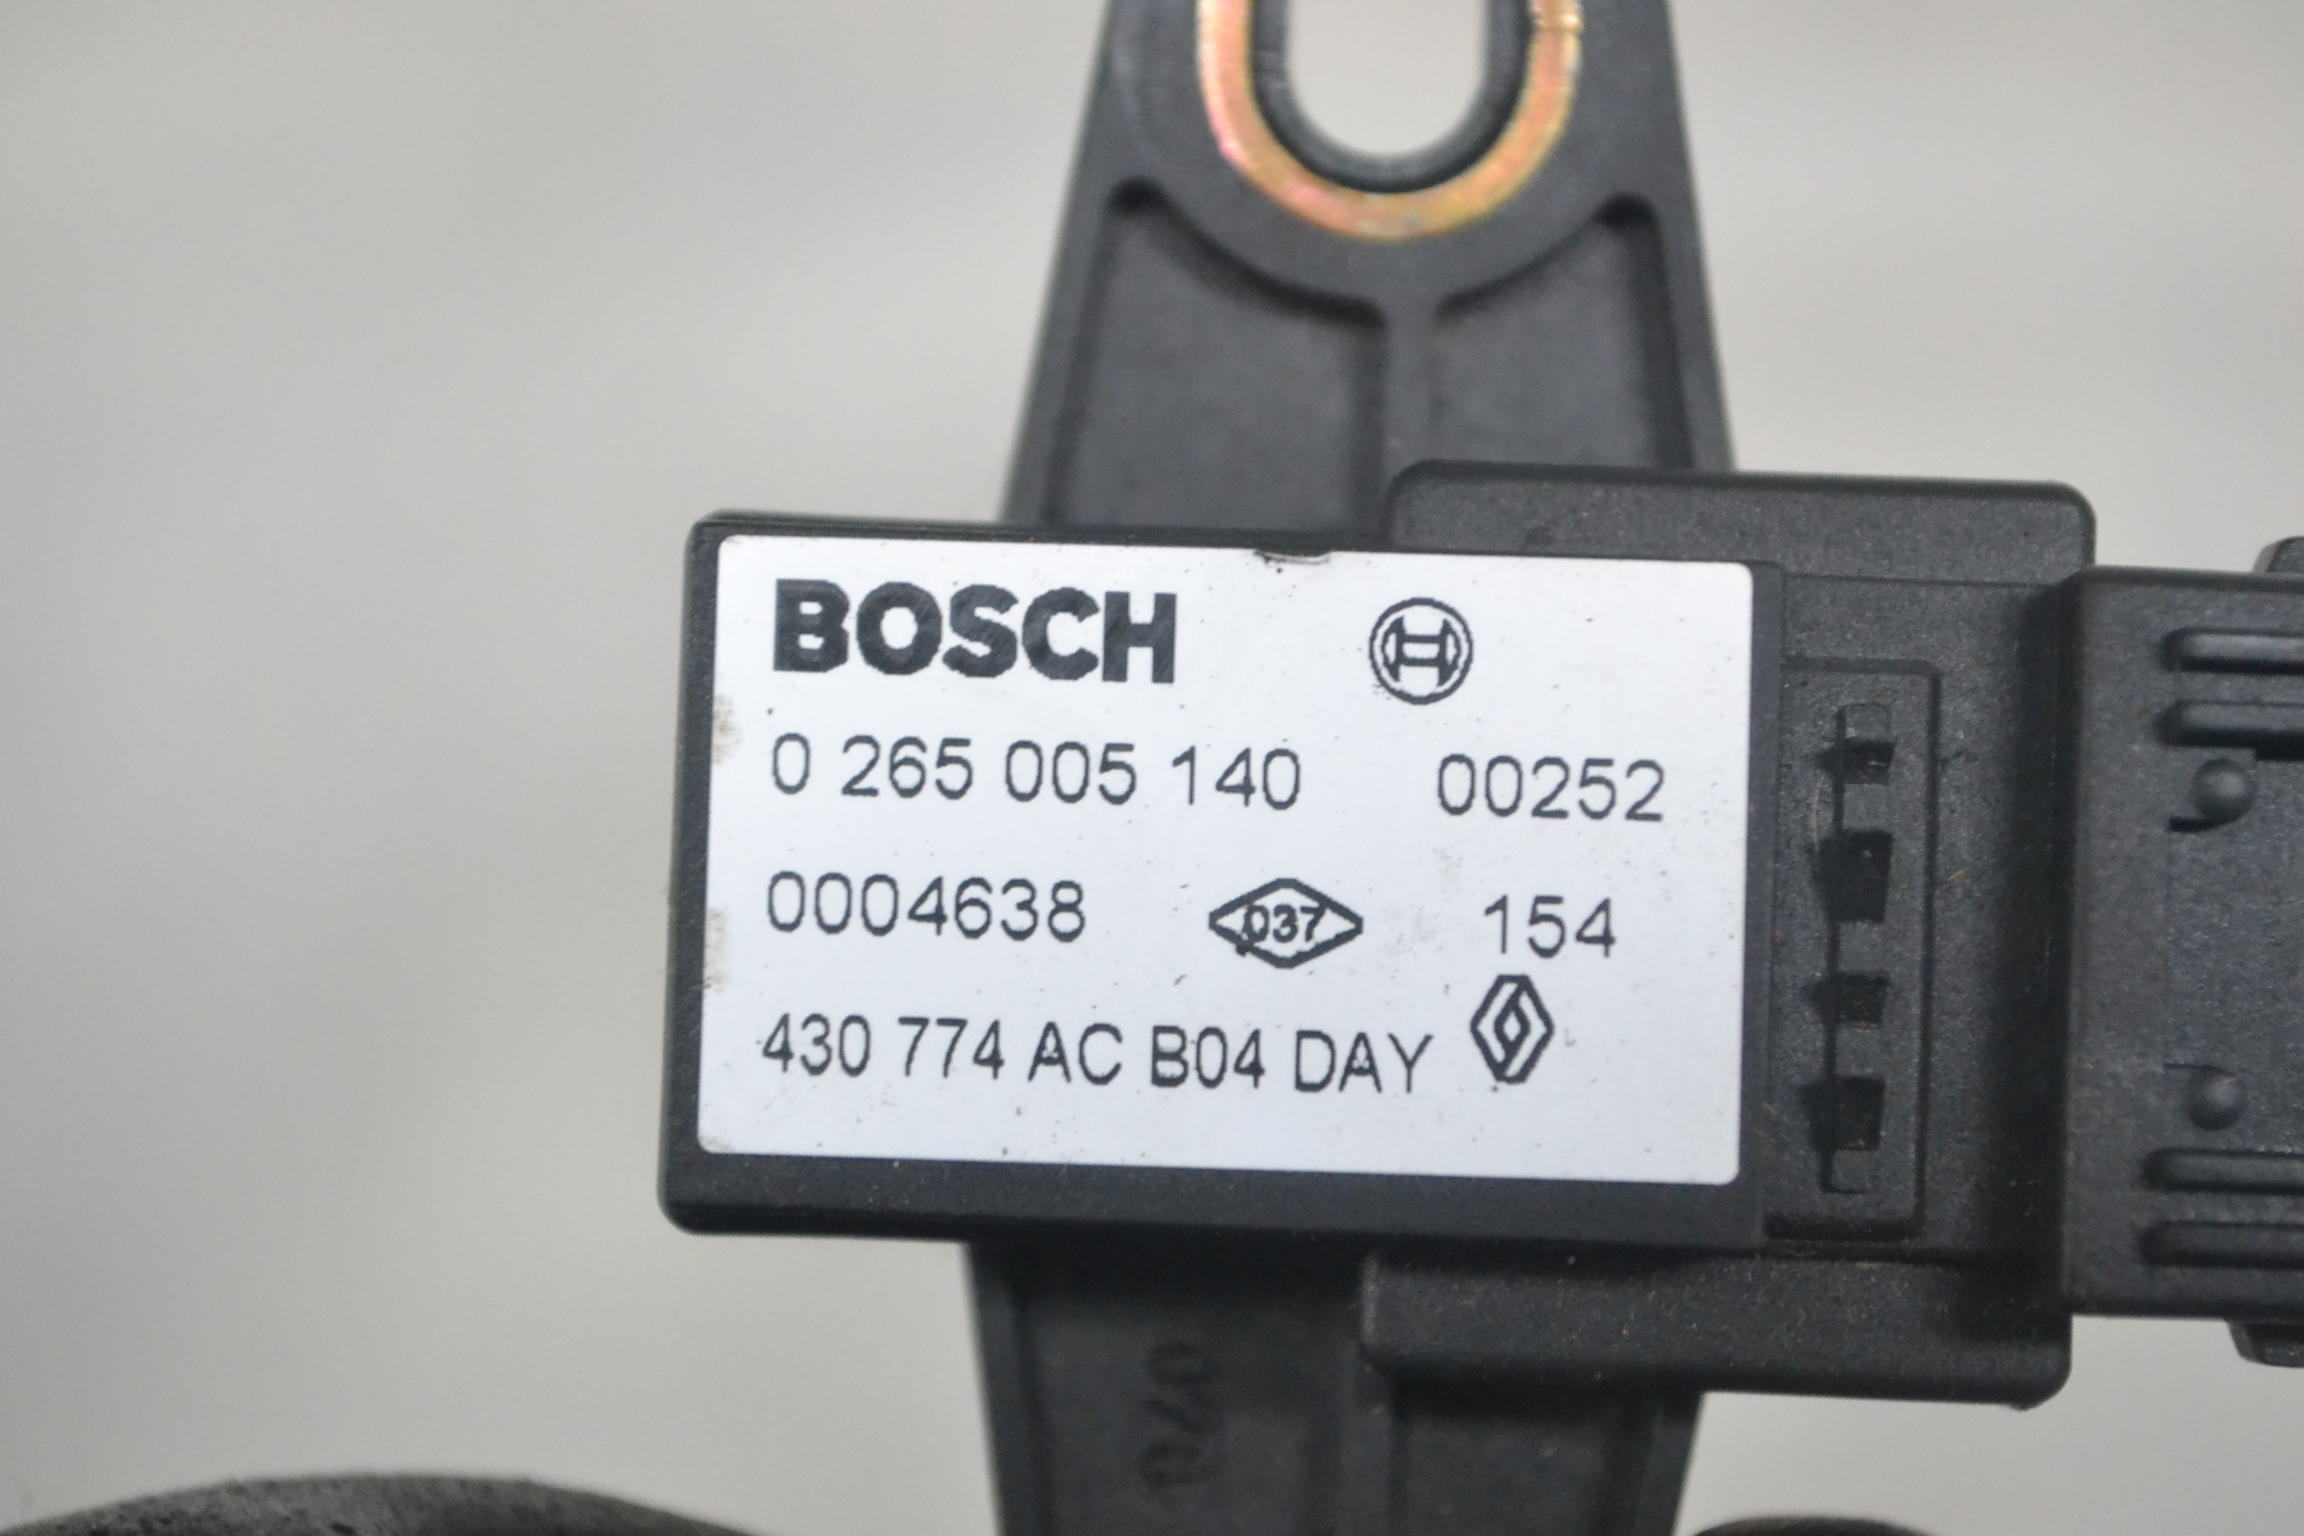 BOSCH
0 265 005 140 00252
0004638 037 154
430 774 AC B04 DAY